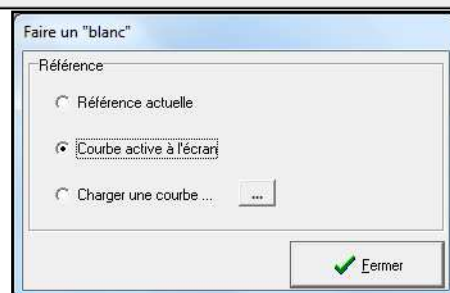 Faire un "blanc"
Référence
Référence actuelle
Courbe active à l'écran
Charger une courbe ...
...
Fermer